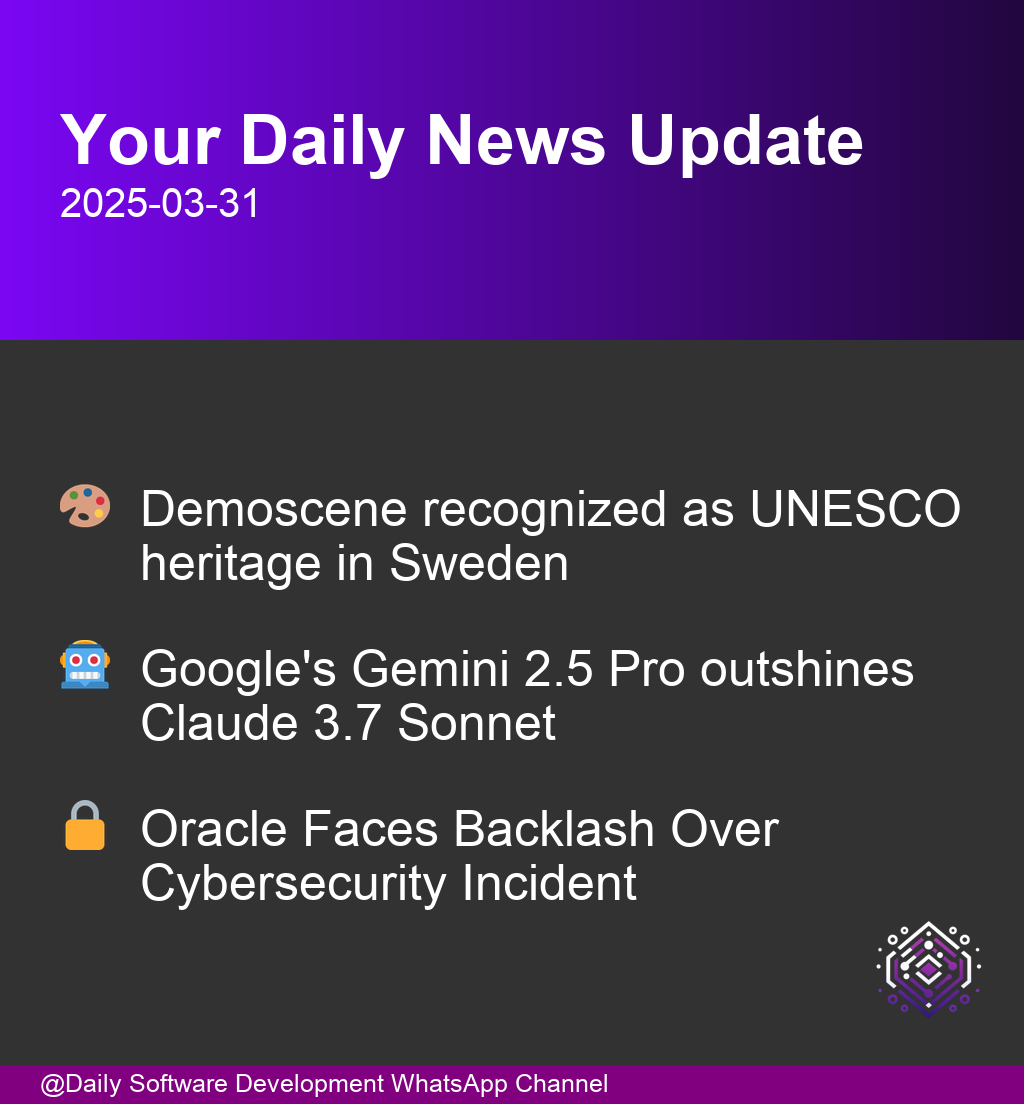 Your Daily News Update
2025-03-31
Demoscene recognized as UNESCO
heritage in Sweden
Google's Gemini 2.5 Pro outshines
Claude 3.7 Sonnet
Oracle Faces Backlash Over
Cybersecurity Incident
@Daily Software Development WhatsApp Channel